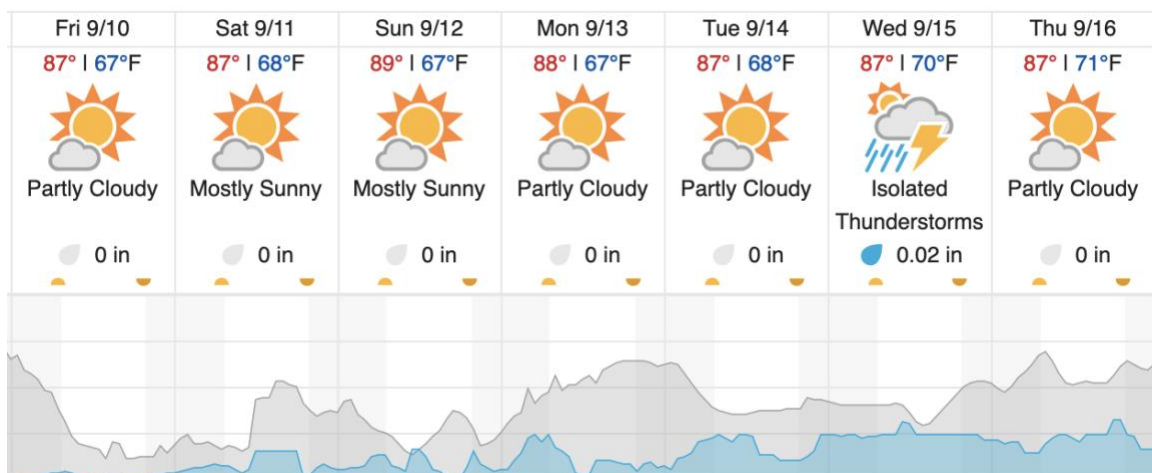 Fri 9/10 Sat 9/11 Sun 9/12 Mon 9/13 Tue 9/14 Wed 9/15 Thu 9/16
87° | 67°F 87° | 68°F 89° | 67°F 88° | 67°F 87° | 68°F 87° | 70°F 87° | 71°F
Partly Cloudy Mostly Sunny Mostly Sunny Partly Cloudy Partly Cloudy Isolated Partly Cloudy
Thunderstorms
0 in 0 in 0 in 0 in 0 in 0.02 in 0 in